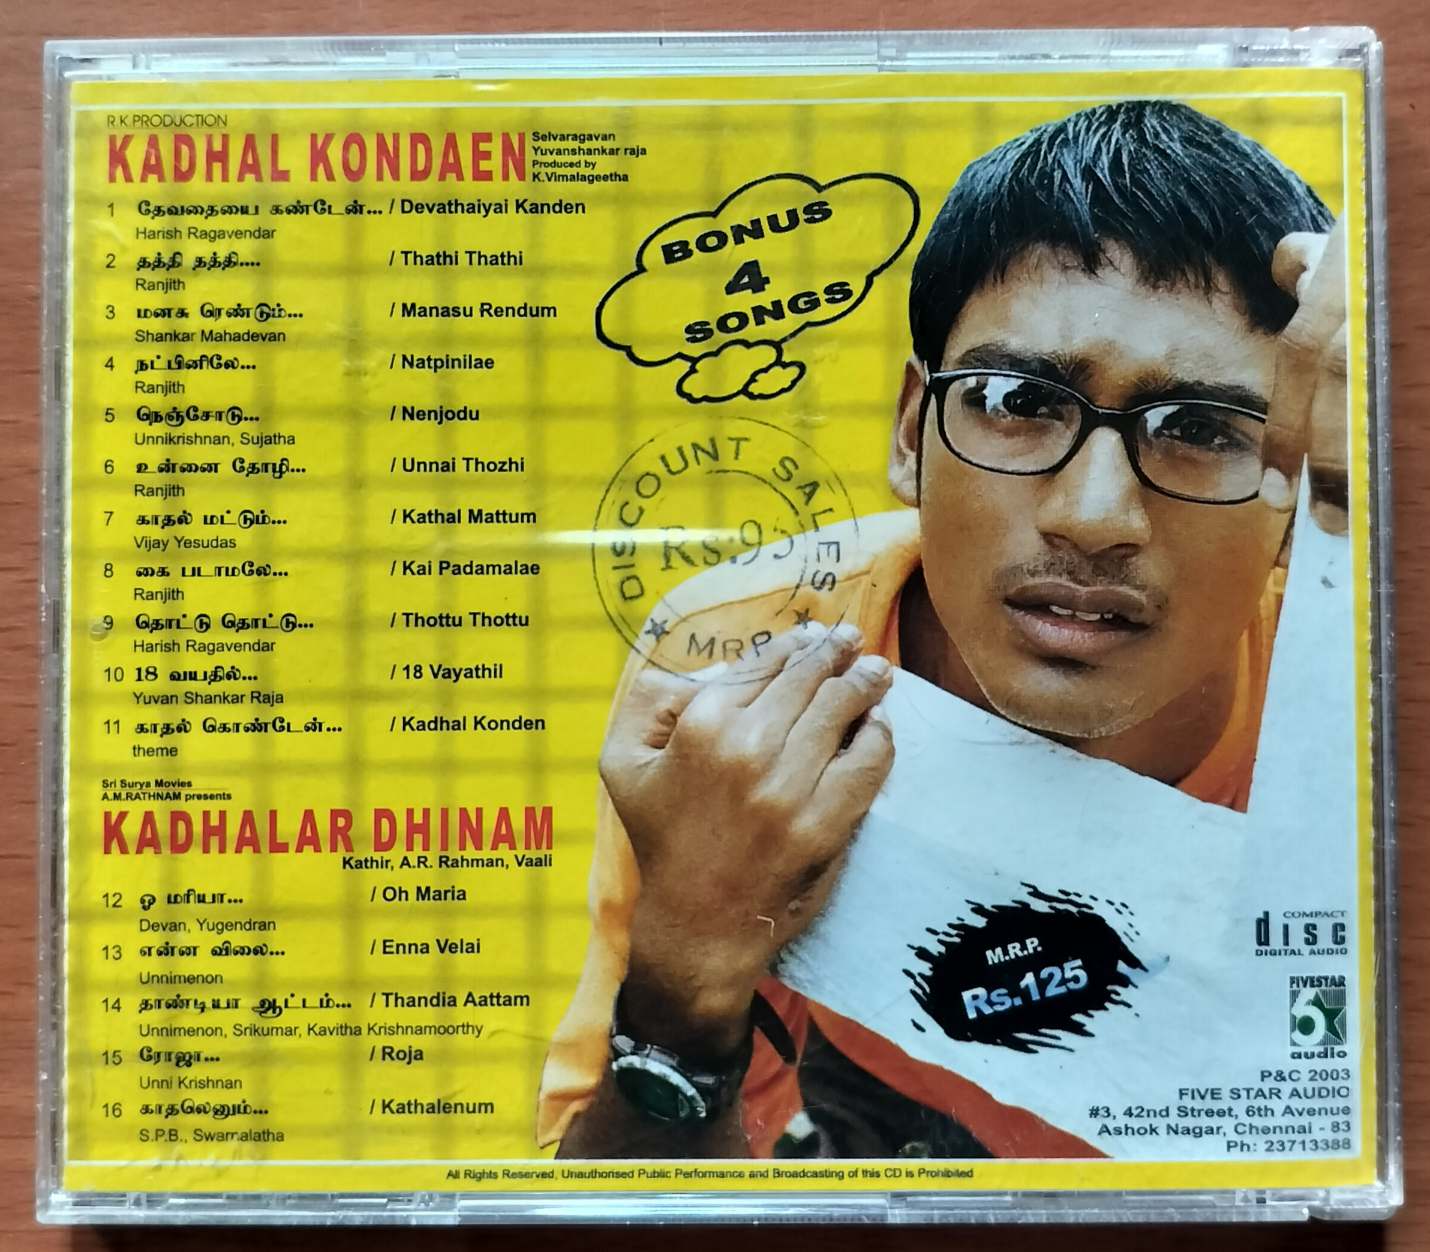 R.K.PRODUCTION
KADHAL KONDAEN
Selvaragavan
Yuvanshankar raja
Produced by
K.Vimalageetha
1 தேவதையை கண்டேன்... / Devathaiyai Kanden
Harish Ragavendar
2 தத்தி தத்தி.... / Thathi Thathi
Ranjith
3 மனசு ரெண்டும்... / Manasu Rendum
Shankar Mahadevan
4 நட்பினிலே... / Natpinilae
Ranjith
5 நெஞ்சோடு... / Nenjodu
Unnikrishnan, Sujatha
6 உன்னை தோழி... / Unnai Thozhi
Ranjith
7 காதல் மட்டும்... / Kathal Mattum
Vijay Yesudas
8 கை படாமலே... / Kai Padamalae
Ranjith
9 தொட்டு தொட்டு... / Thottu Thottu
Harish Ragavendar
10 18 வயதில்... / 18 Vayathil
Yuvan Shankar Raja
11 காதல் கொண்டேன்... / Kadhal Konden
theme
Sri Surya Movies
A.M.RATHNAM presents
KADHALAR DHINAM
Kathir, A.R. Rahman, Vaali
12 ஓ மரியா... / Oh Maria
Devan, Yugendran
13 என்ன விலை... / Enna Velai
Unnimenon
14 தாண்டியா ஆட்டம்... / Thandia Aattam
Unnimenon, Srikumar, Kavitha Krishnamoorthy
15 ரோஜா... / Roja
Unni Krishnan
16 காதலெனும்... / Kathalenum
S.P.B., Swarnalatha
BONUS
4
SONGS
DISCOUNT SALES
Rs:95
MRP
M.R.P.
Rs.125
COMPACT
disc
DIGITAL AUDIO
FIVESTAR
audio
P&C 2003
FIVE STAR AUDIO
#3, 42nd Street, 6th Avenue
Ashok Nagar, Chennai - 83
Ph: 23713388
All Rights Reserved, Unauthorised Public Performance and Broadcasting of this CD is Prohibited